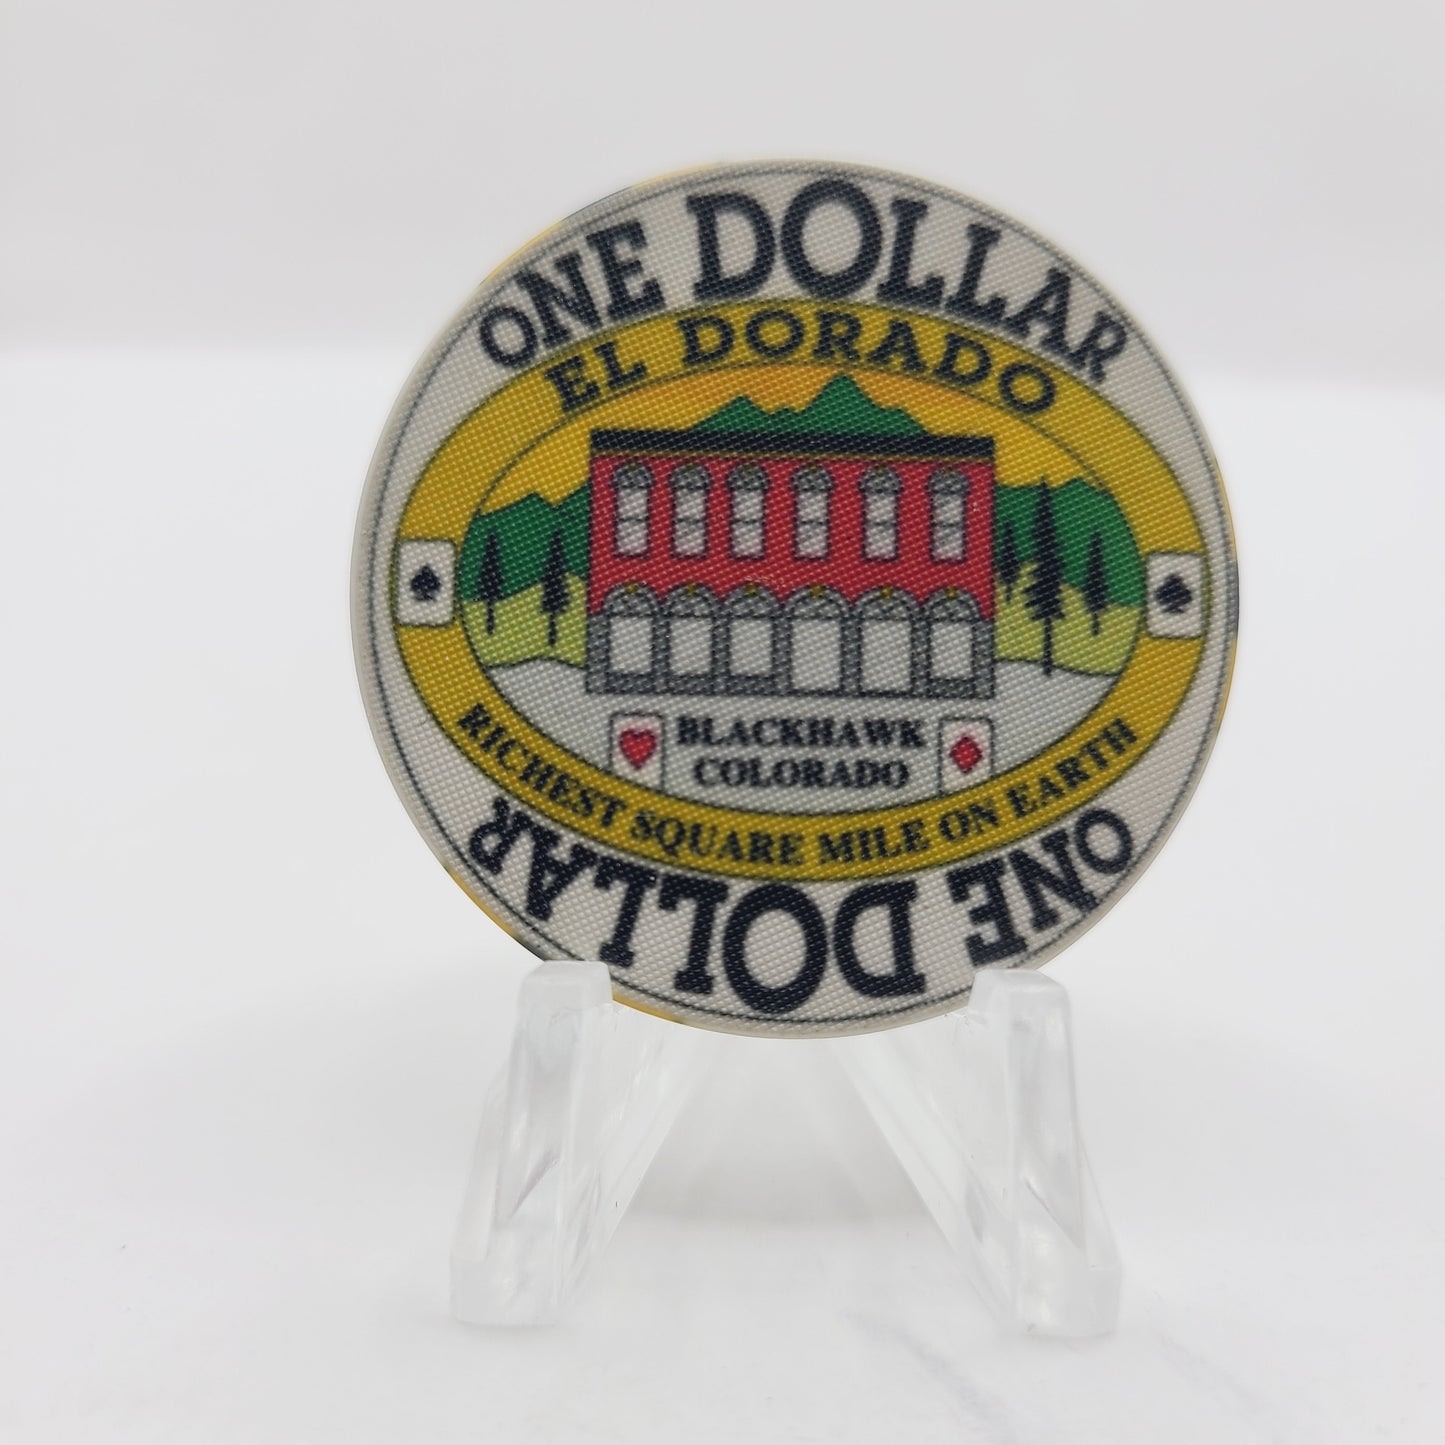 ONE DOLLAR
EL DORADO
BLACKHAWK
COLORADO
RICHEST SQUARE MILE ON EARTH
ONE DOLLAR